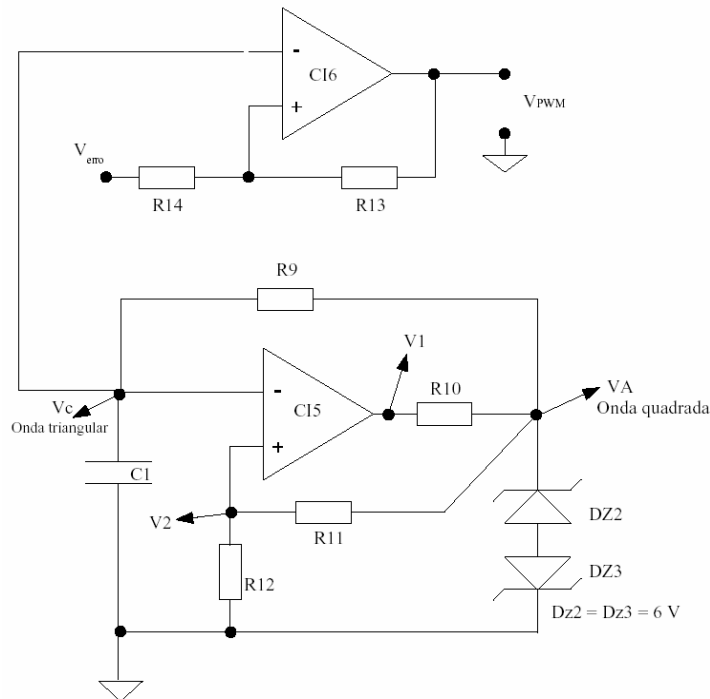 -
CI6
+
VPWM
Verro
R14
R13
R9
V1
-
R10
VA
Onda quadrada
Vc
Onda triangular
CI5
+
C1
V2
R11
DZ2
R12
DZ3
Dz2 = Dz3 = 6 V